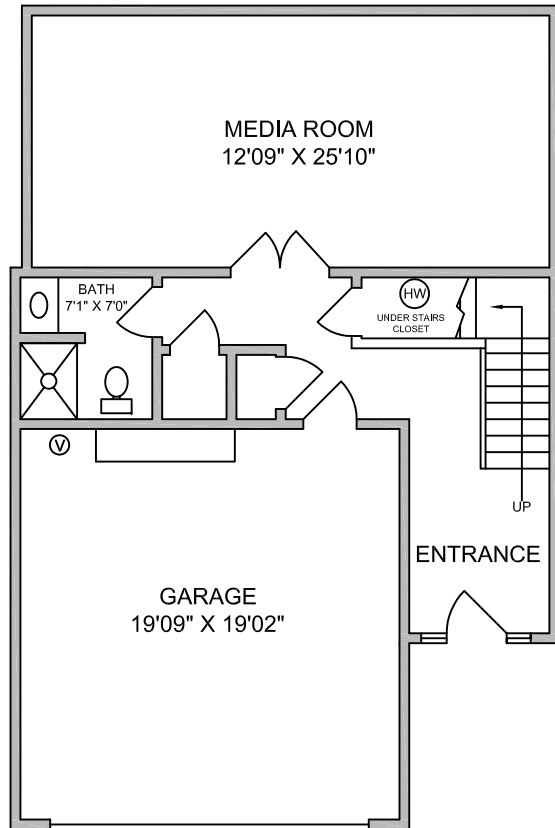 MEDIA ROOM
12'09" X 25'10"
BATH
7'1" X 7'0"
HW
UNDER STAIRS
CLOSET
V
UP
ENTRANCE
GARAGE
19'09" X 19'02"